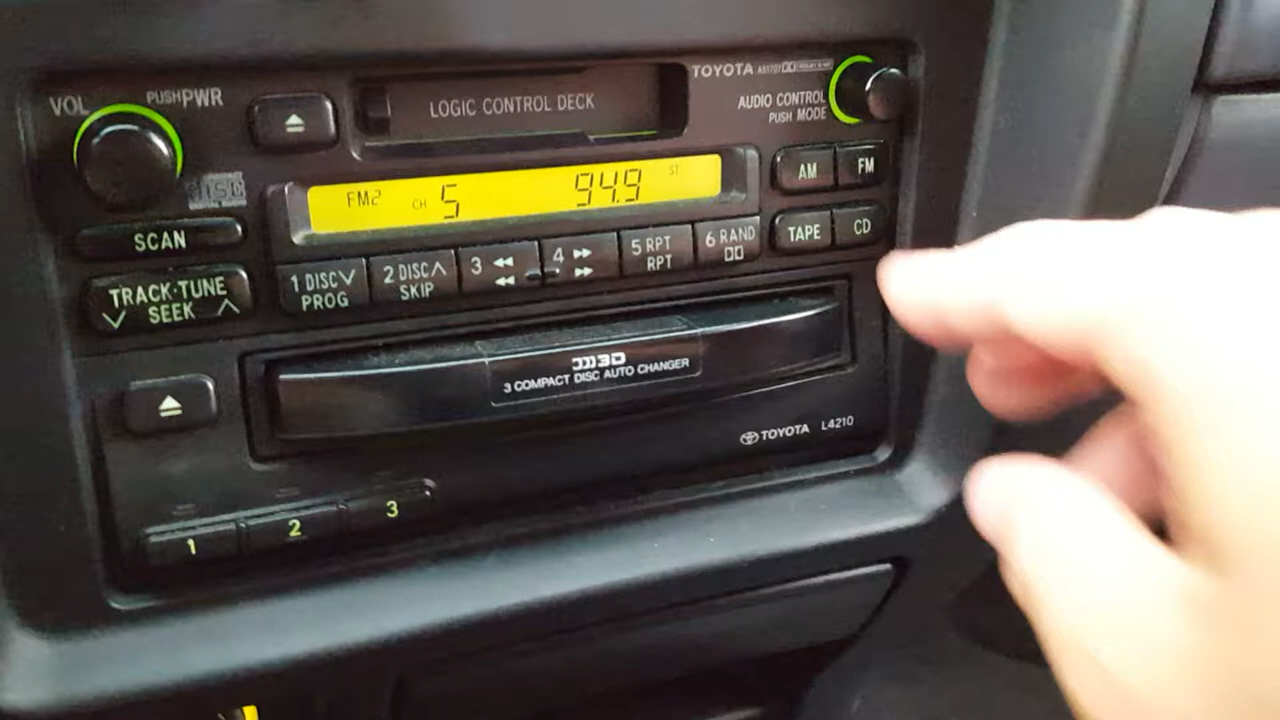 VOL PUSH PWR
LOGIC CONTROL DECK
TOYOTA A51707
AUDIO CONTROL
PUSH MODE
DISC
FM2 CH 5 94.9 ST
AM FM
SCAN
TAPE CD
TRACK·TUNE
SEEK
1 DISC
PROG
2 DISC
SKIP
3
4
5 RPT
RPT
6 RAND
3D
3 COMPACT DISC AUTO CHANGER
TOYOTA L4210
1 2 3